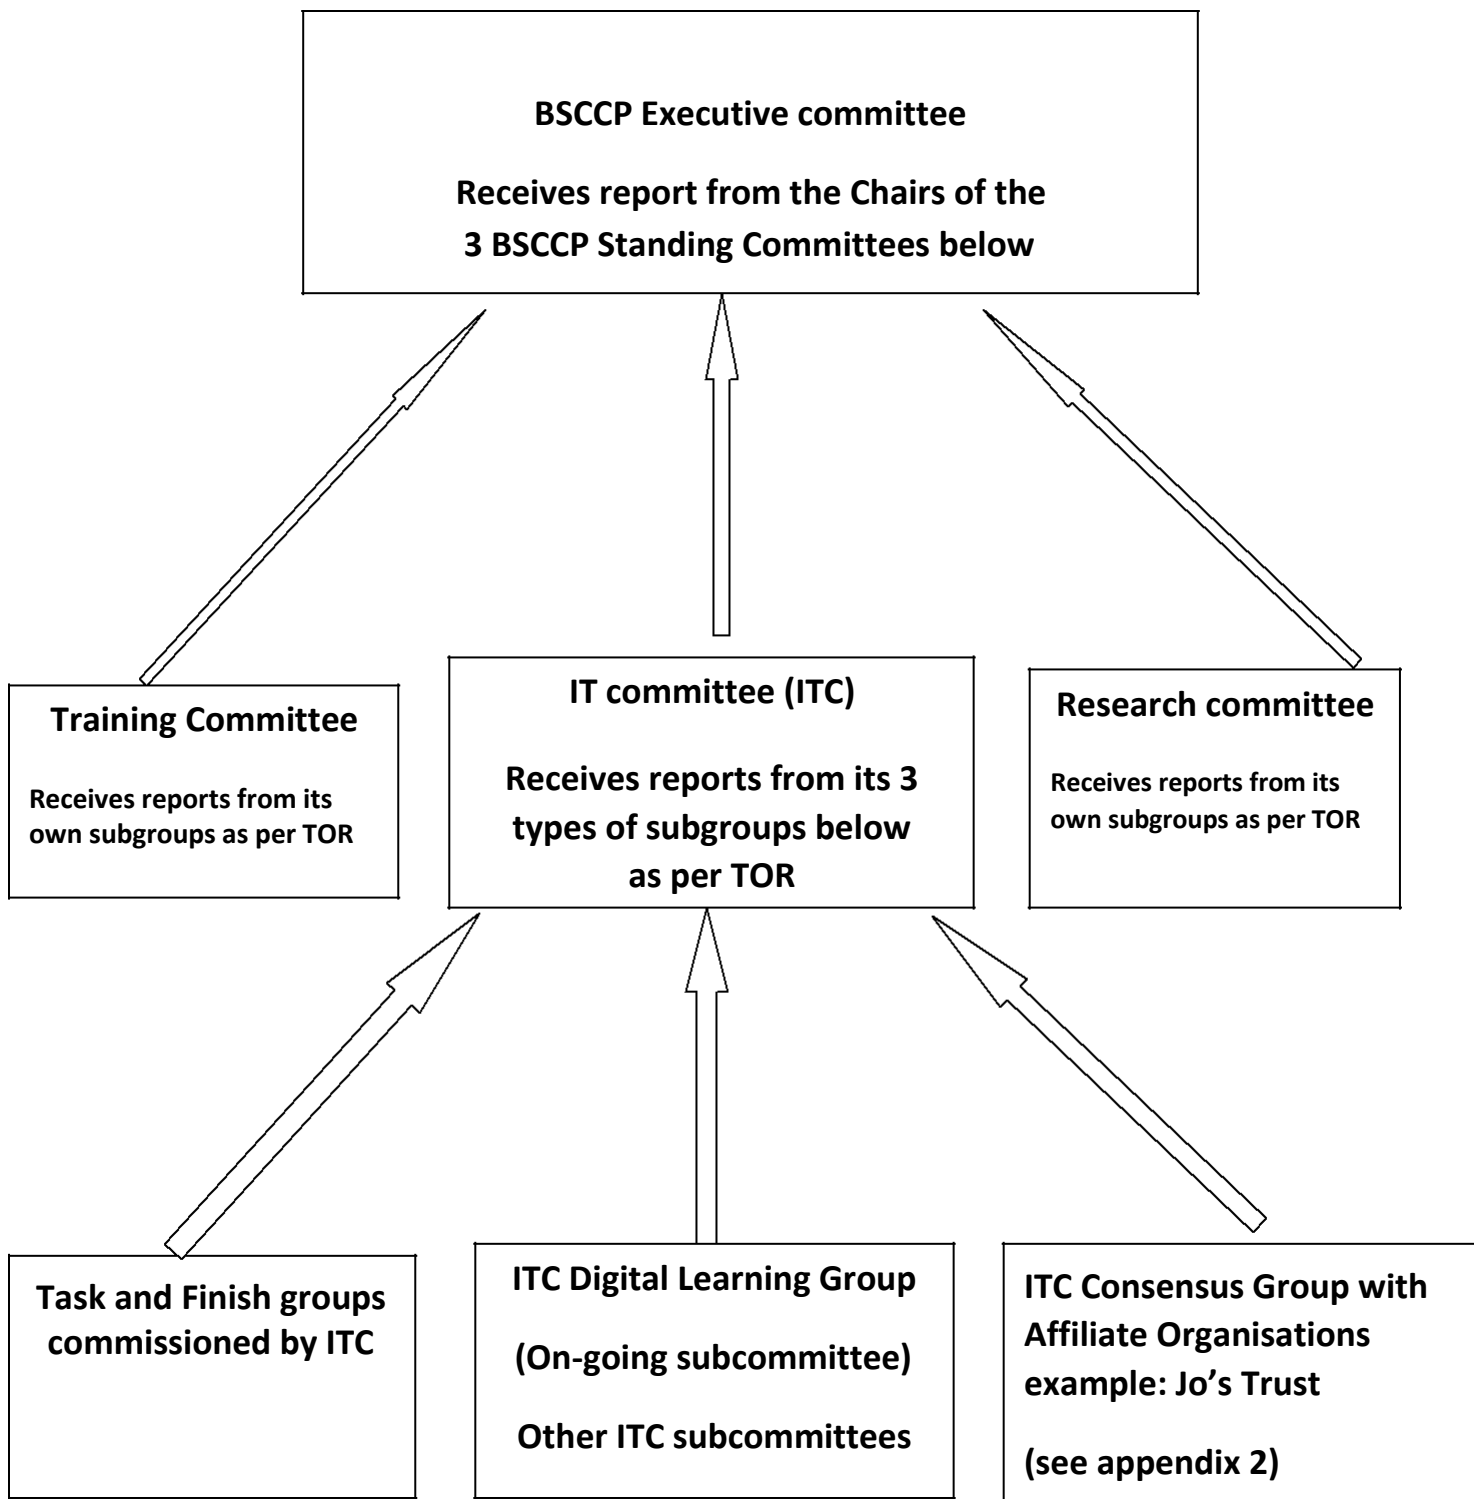 BSCCP Executive committee
Receives report from the Chairs of the
3 BSCCP Standing Committees below
Training Committee
Receives reports from its
own subgroups as per TOR
IT committee (ITC)
Receives reports from its 3
types of subgroups below
as per TOR
Research committee
Receives reports from its
own subgroups as per TOR
Task and Finish groups
commissioned by ITC
ITC Digital Learning Group
(On-going subcommittee)
Other ITC subcommittees
ITC Consensus Group with
Affiliate Organisations
example: Jo’s Trust
(see appendix 2)